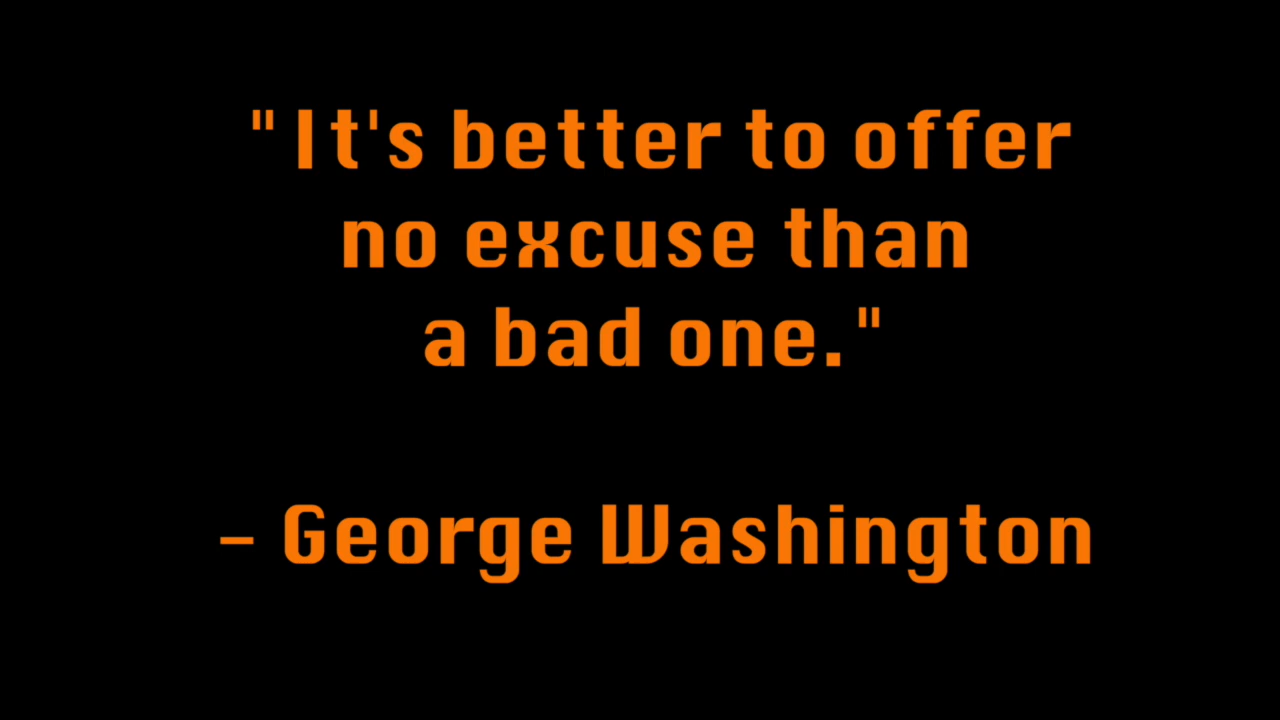 "It's better to offer
no excuse than
a bad one."
- George Washington